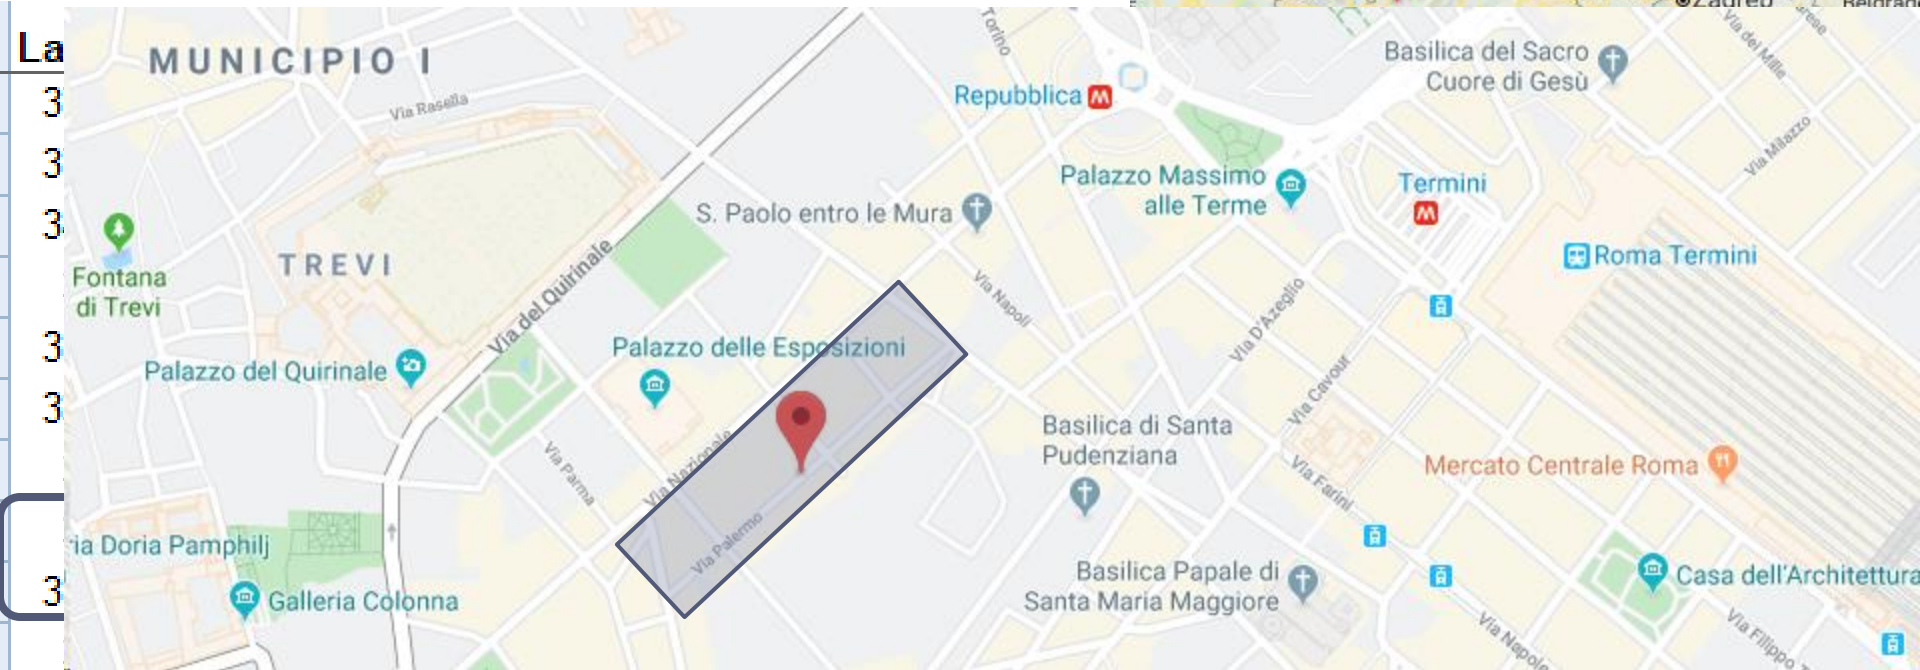 La
3
3
3
3
3
3
Zagreb
Belgrade
MUNICIPIO I
Via Rasella
Torino
Repubblica
M
Basilica del Sacro
Cuore di Gesù
Via dei Mille
Via Milazzo
Palazzo Massimo
alle Terme
Termini
M
S. Paolo entro le Mura
TREVI
Fontana
di Trevi
Via del Quirinale
Via Napoli
Via D'Azeglio
Roma Termini
Palazzo delle Esposizioni
Palazzo del Quirinale
Via Cavour
Via Nazionale
Via Parma
Basilica di Santa
Pudenziana
Via Farini
Mercato Centrale Roma
Via Palermo
ria Doria Pamphilj
Galleria Colonna
Basilica Papale di
Santa Maria Maggiore
Casa dell'Architettura
Via Napole
Via Filippo